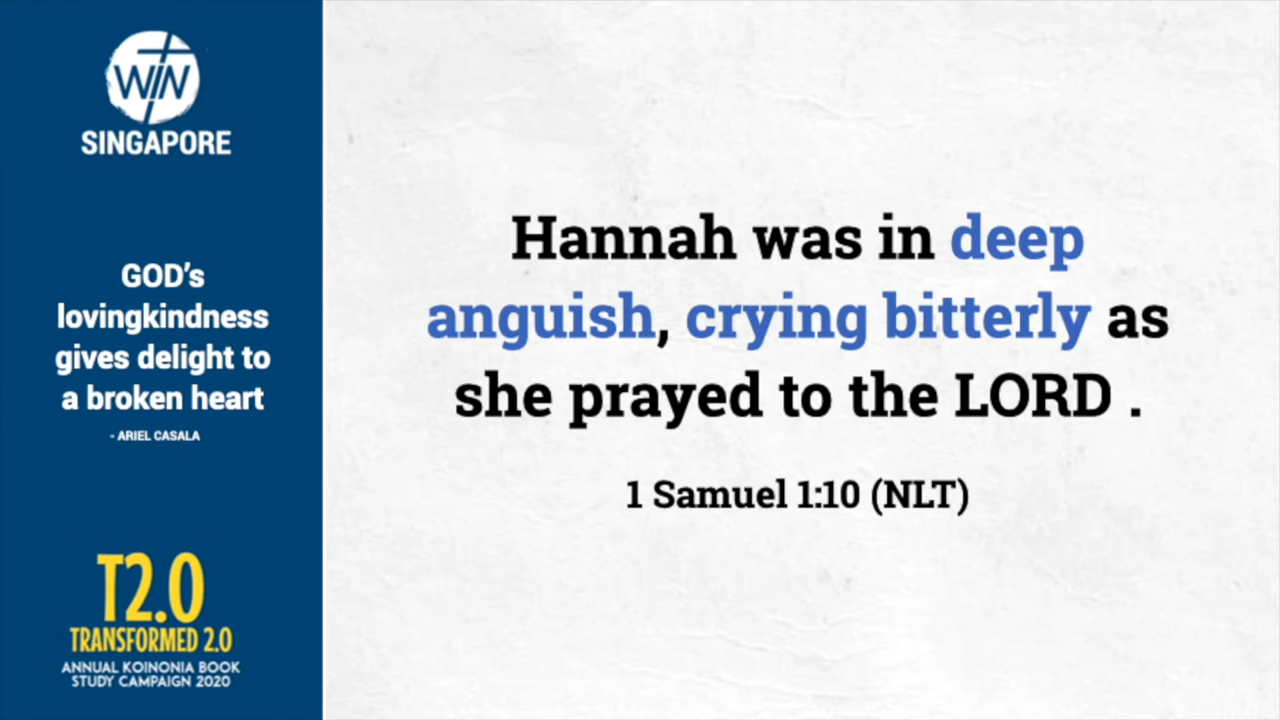 WIN
SINGAPORE
GOD's
lovingkindness
gives delight to
a broken heart
- ARIEL CASALA
T2.0
TRANSFORMED 2.0
ANNUAL KOINONIA BOOK
STUDY CAMPAIGN 2020
Hannah was in deep
anguish, crying bitterly as
she prayed to the LORD .
1 Samuel 1:10 (NLT)